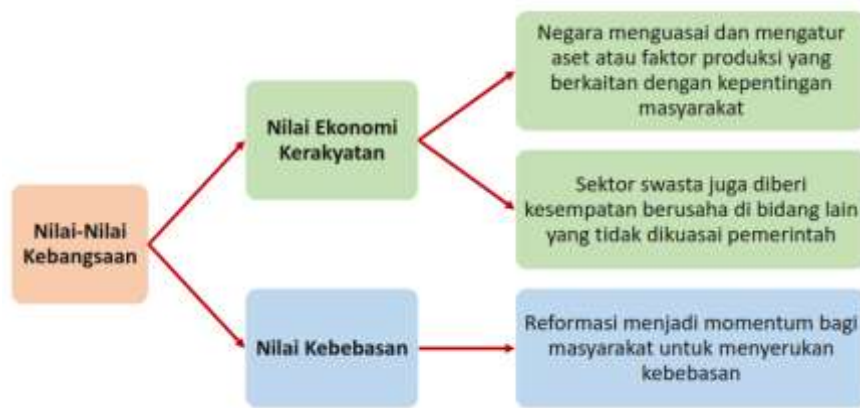 Nilai-Nilai
Kebangsaan
Nilai Ekonomi
Kerakyatan
Negara menguasai dan mengatur
aset atau faktor produksi yang
berkaitan dengan kepentingan
masyarakat
Sektor swasta juga diberi
kesempatan berusaha di bidang lain
yang tidak dikuasai pemerintah
Nilai Kebebasan
Reformasi menjadi momentum bagi
masyarakat untuk menyerukan
kebebasan